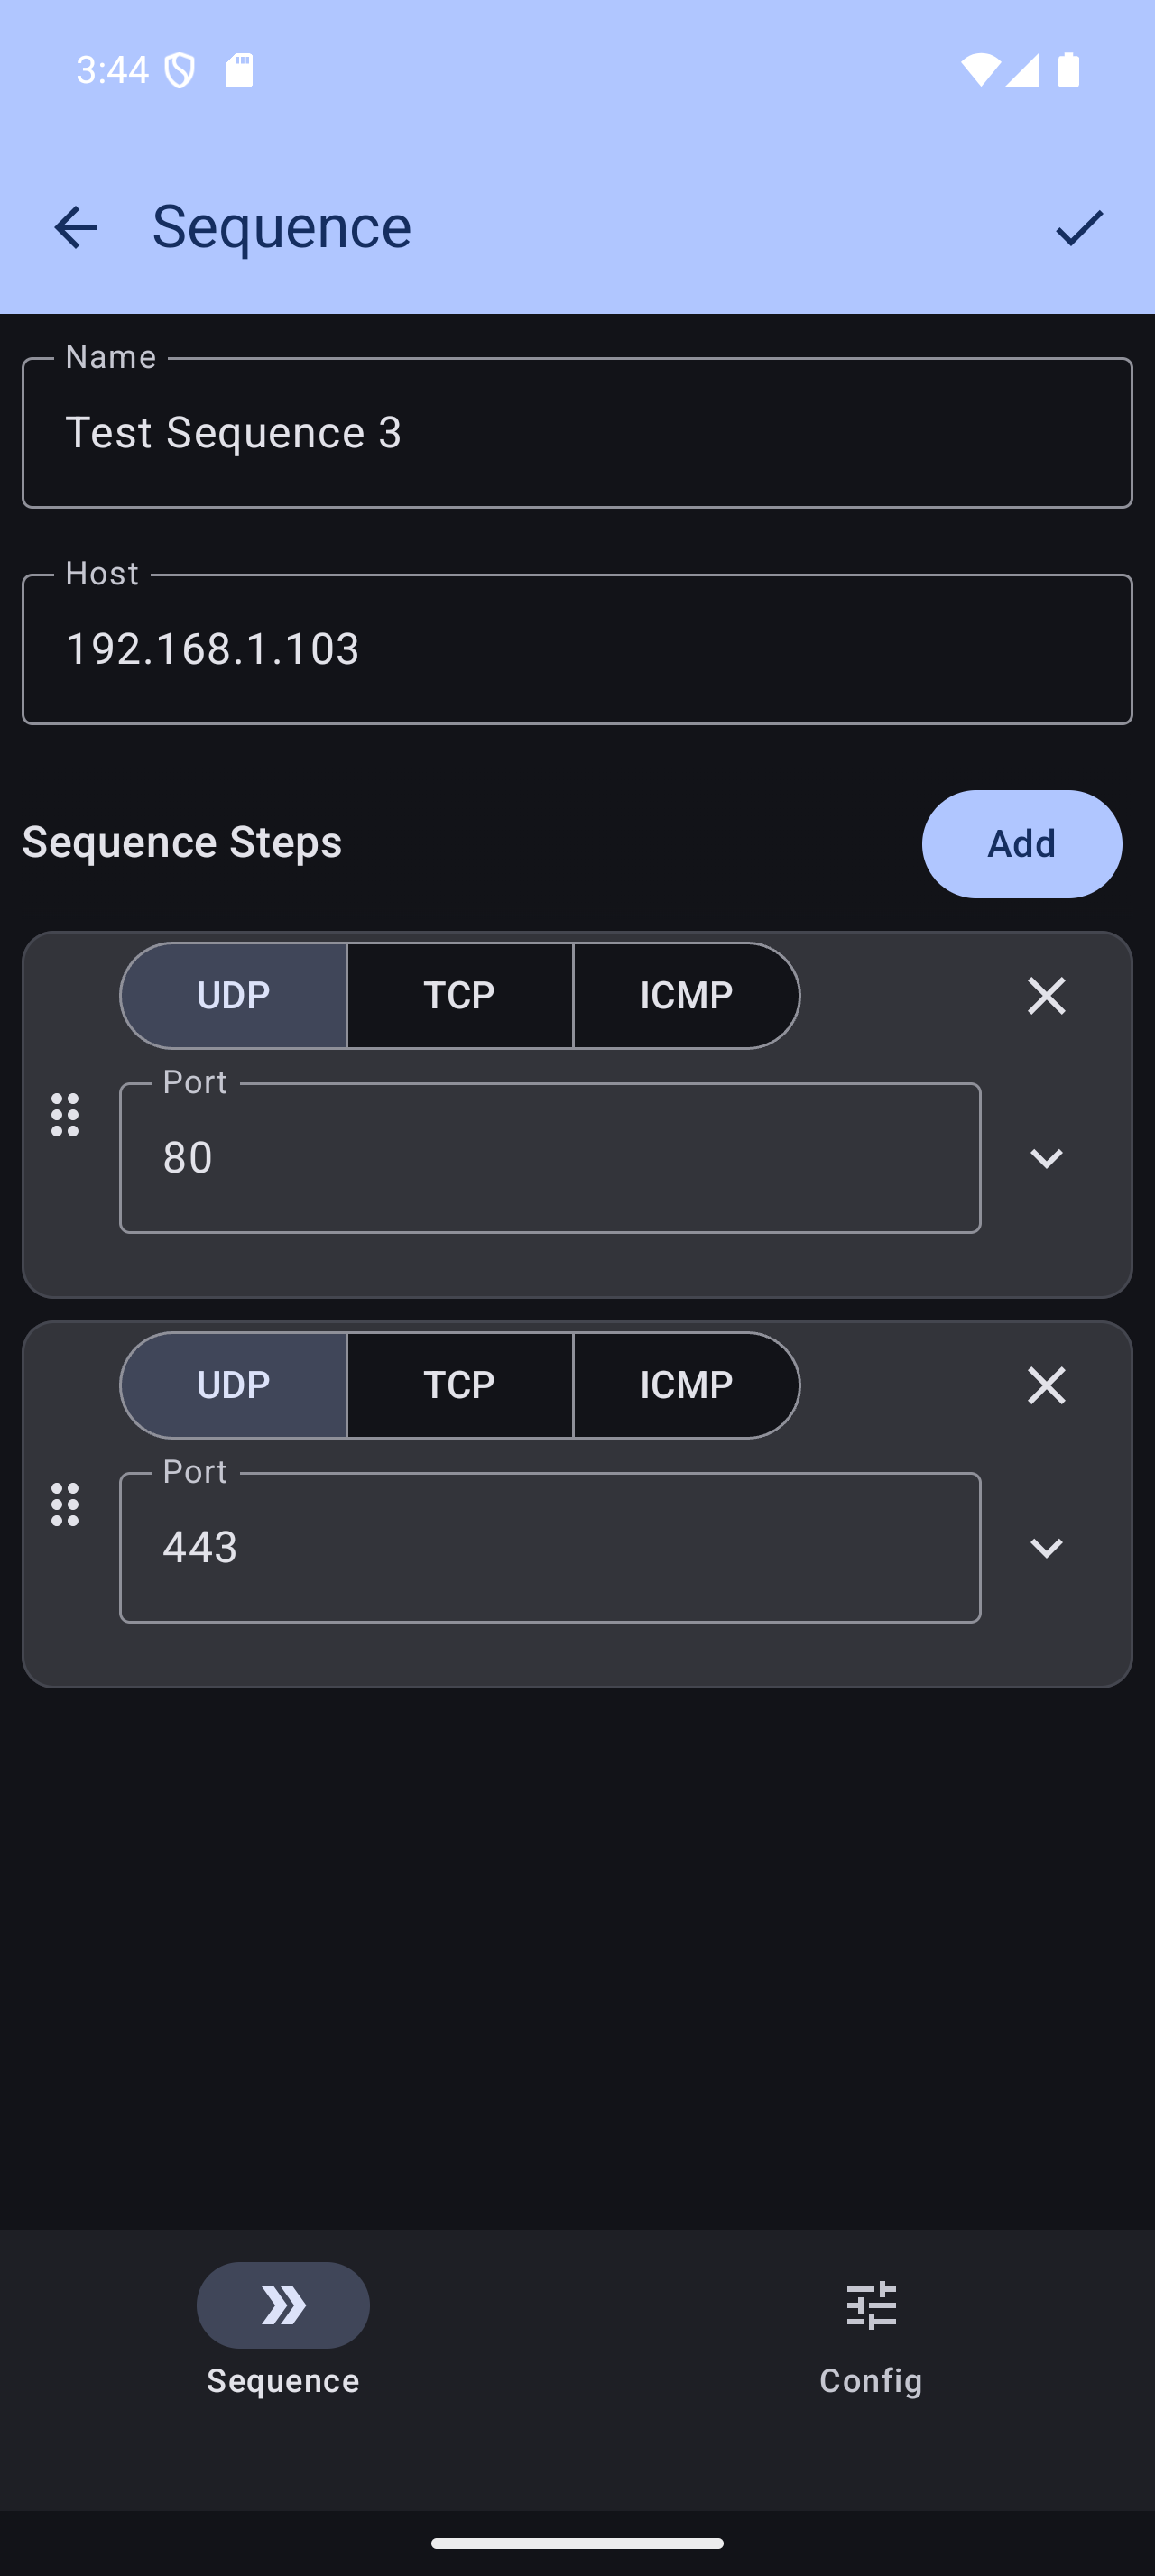 3:44
Sequence
Name
Test Sequence 3
Host
192.168.1.103
Sequence Steps
Add
UDP TCP ICMP
Port
80
UDP TCP ICMP
Port
443
Sequence Config